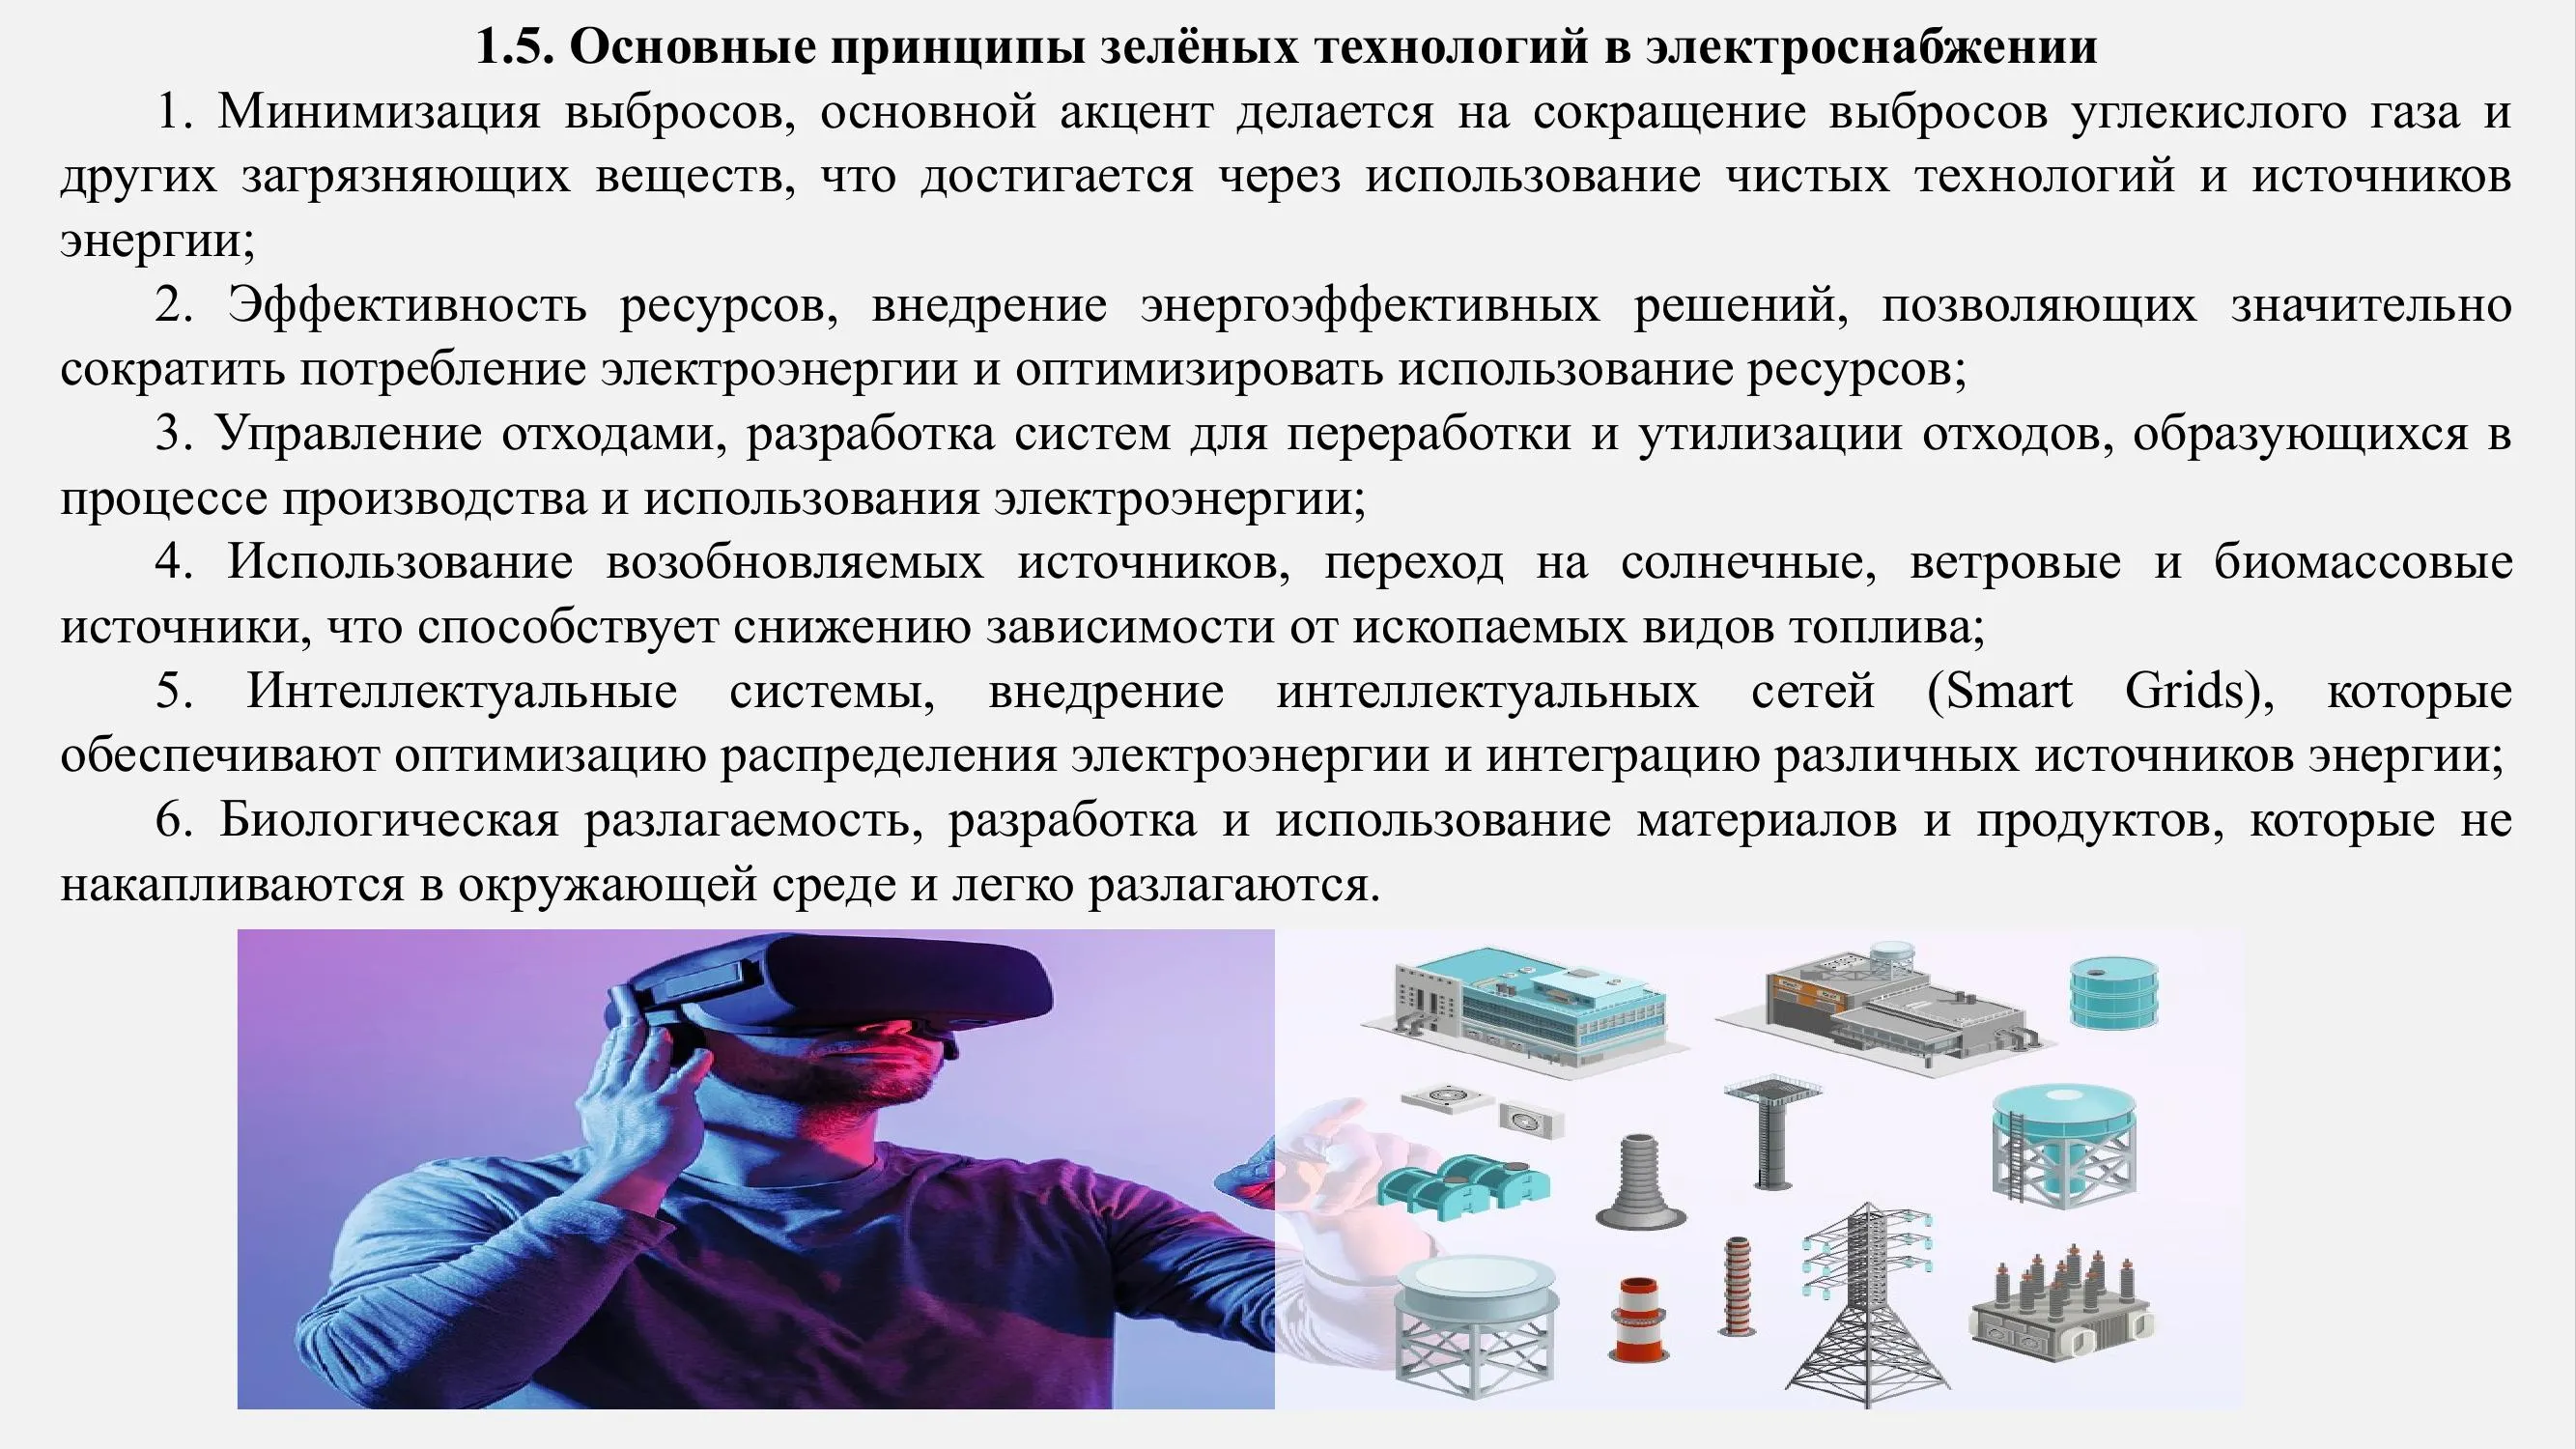 1.5. Основные принципы зелёных технологий в электроснабжении
1. Минимизация выбросов, основной акцент делается на сокращение выбросов углекислого газа и
других загрязняющих веществ, что достигается через использование чистых технологий и источников
энергии;
2. Эффективность ресурсов, внедрение энергоэффективных решений, позволяющих значительно
сократить потребление электроэнергии и оптимизировать использование ресурсов;
3. Управление отходами, разработка систем для переработки и утилизации отходов, образующихся в
процессе производства и использования электроэнергии;
4. Использование возобновляемых источников, переход на солнечные, ветровые и биомассовые
источники, что способствует снижению зависимости от ископаемых видов топлива;
5. Интеллектуальные системы, внедрение интеллектуальных сетей (Smart Grids), которые
обеспечивают оптимизацию распределения электроэнергии и интеграцию различных источников энергии;
6. Биологическая разлагаемость, разработка и использование материалов и продуктов, которые не
накапливаются в окружающей среде и легко разлагаются.